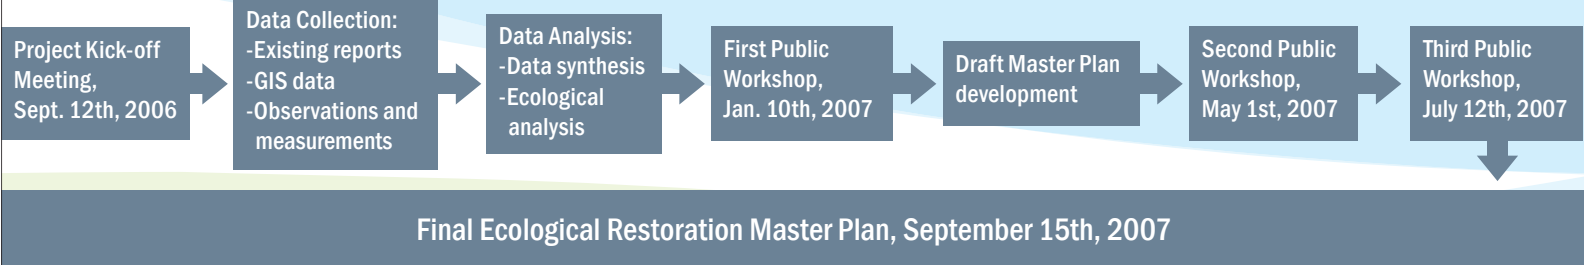 Project Kick-off
Meeting,
Sept. 12th, 2006
Data Collection:
-Existing reports
-GIS data
-Observations and
measurements
Data Analysis:
-Data synthesis
-Ecological
analysis
First Public
Workshop,
Jan. 10th, 2007
Draft Master Plan
development
Second Public
Workshop,
May 1st, 2007
Third Public
Workshop,
July 12th, 2007
Final Ecological Restoration Master Plan, September 15th, 2007